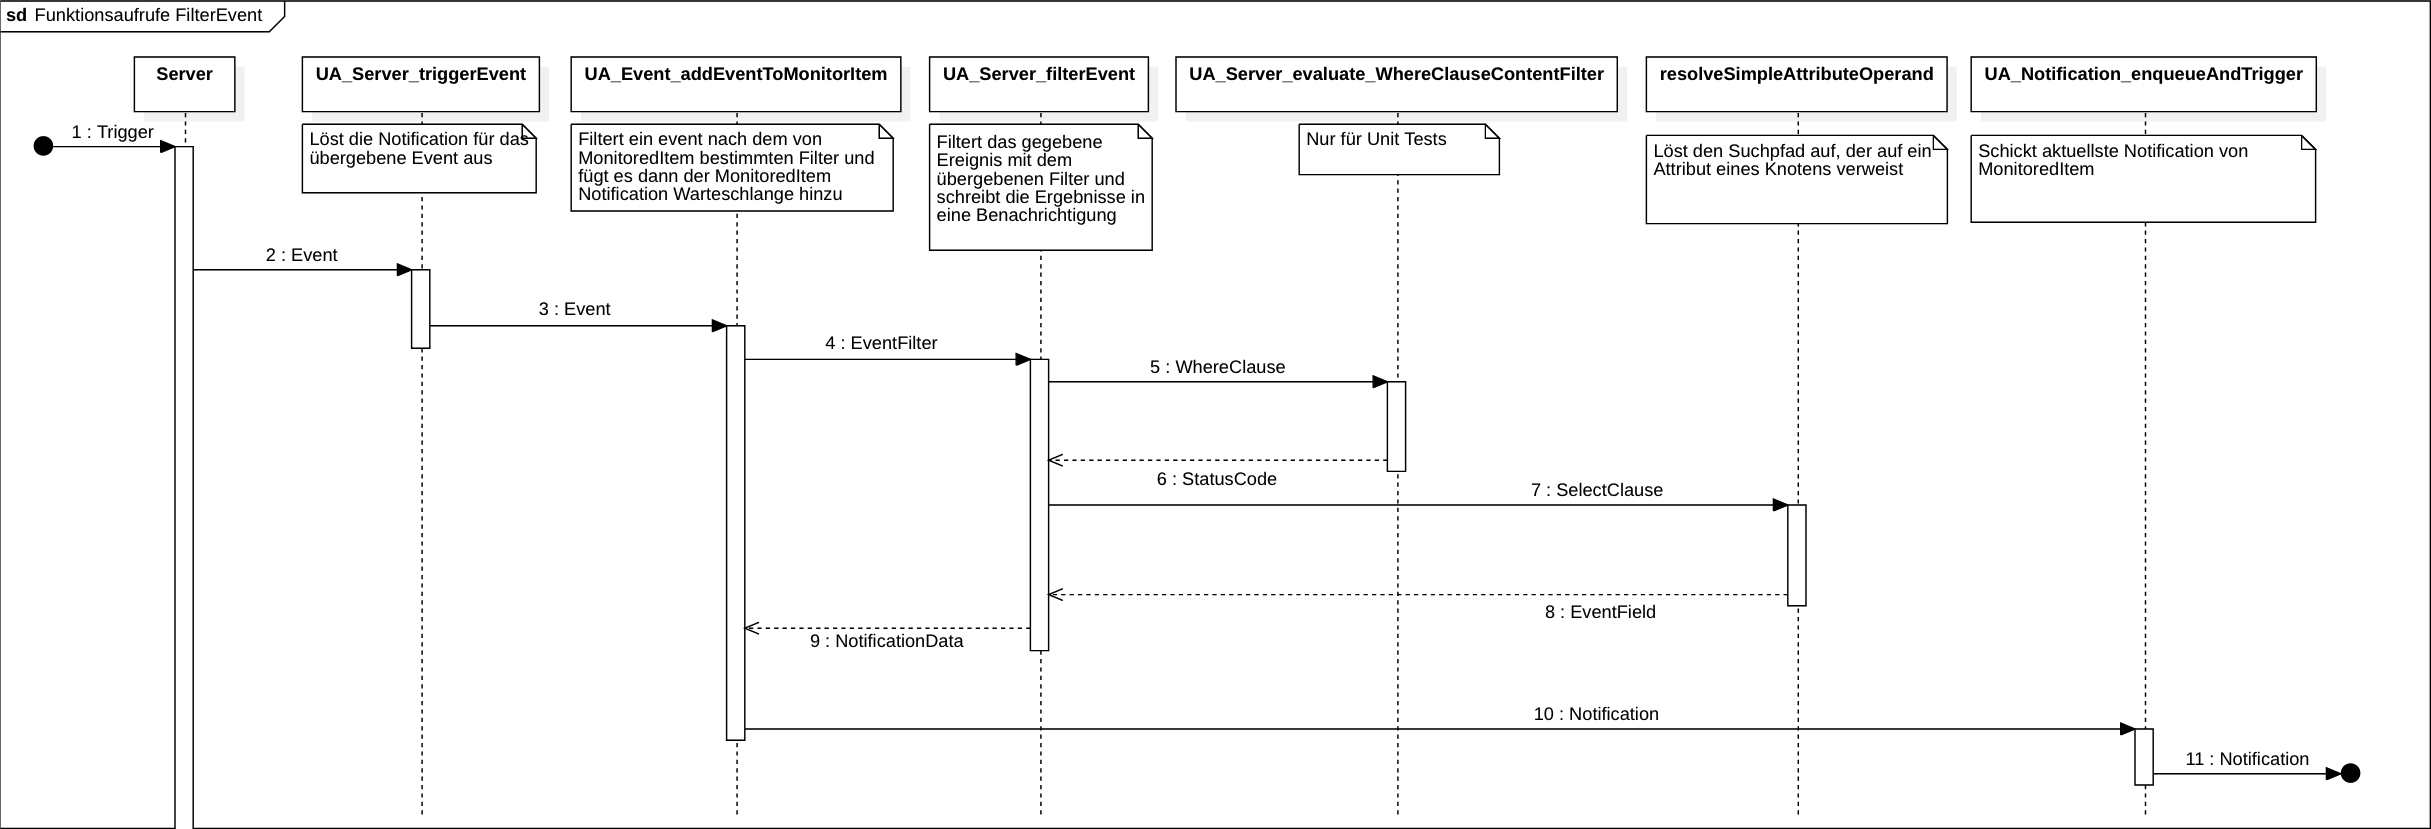 sd Funktionsaufrufe FilterEvent
Server
UA_Server_triggerEvent
UA_Event_addEventToMonitorItem
UA_Server_filterEvent
UA_Server_evaluate_WhereClauseContentFilter
resolveSimpleAttributeOperand
UA_Notification_enqueueAndTrigger
1 : Trigger
Löst die Notification für das
übergebene Event aus
Filtert ein event nach dem von
MonitoredItem bestimmten Filter und
fügt es dann der MonitoredItem
Notification Warteschlange hinzu
Filtert das gegebene
Ereignis mit dem
übergebenen Filter und
schreibt die Ergebnisse in
eine Benachrichtigung
Nur für Unit Tests
Löst den Suchpfad auf, der auf ein
Attribut eines Knotens verweist
Schickt aktuellste Notification von
MonitoredItem
2 : Event
3 : Event
4 : EventFilter
5 : WhereClause
6 : StatusCode
7 : SelectClause
8 : EventField
9 : NotificationData
10 : Notification
11 : Notification